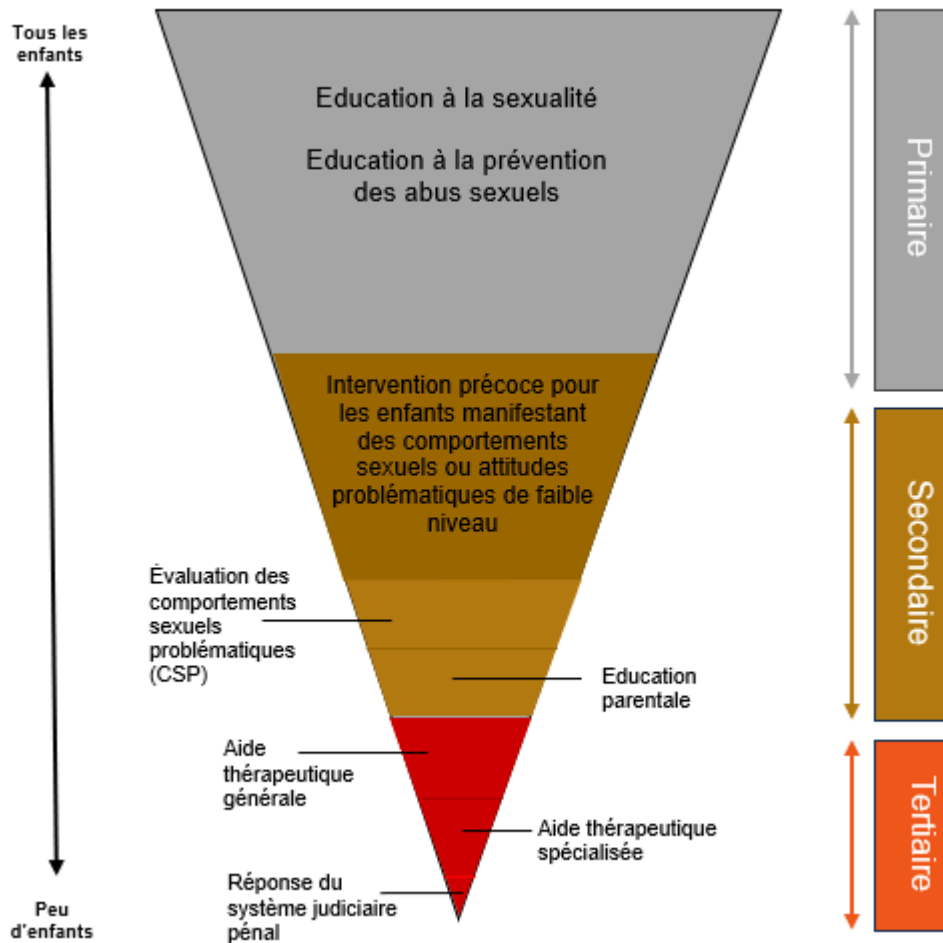 Tous les
enfants
Education à la sexualité
Education à la prévention
des abus sexuels
Primaire
Intervention précoce pour
les enfants manifestant
des comportements
sexuels ou attitudes
problématiques de faible
niveau
Secondaire
Évaluation des
comportements
sexuels
problématiques
(CSP)
Education
parentale
Aide
thérapeutique
générale
Aide thérapeutique
spécialisée
Tertiaire
Réponse du
système judiciaire
pénal
Peu
d'enfants